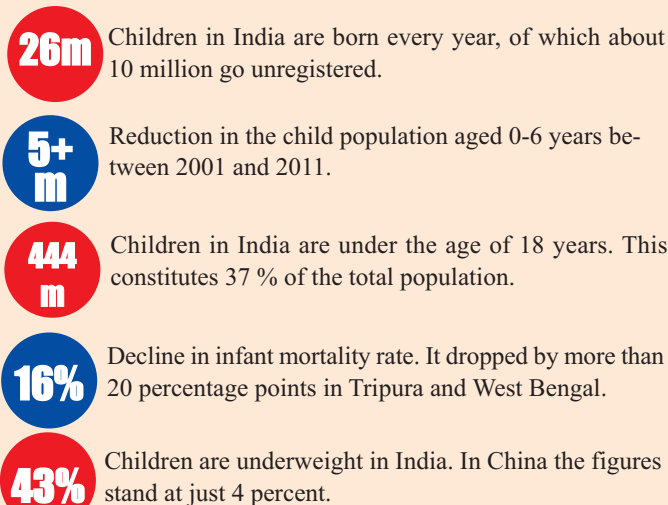 26m
Children in India are born every year, of which about
10 million go unregistered.
5+
m
Reduction in the child population aged 0-6 years be-
tween 2001 and 2011.
444
m
Children in India are under the age of 18 years. This
constitutes 37 % of the total population.
16%
Decline in infant mortality rate. It dropped by more than
20 percentage points in Tripura and West Bengal.
43%
Children are underweight in India. In China the figures
stand at just 4 percent.